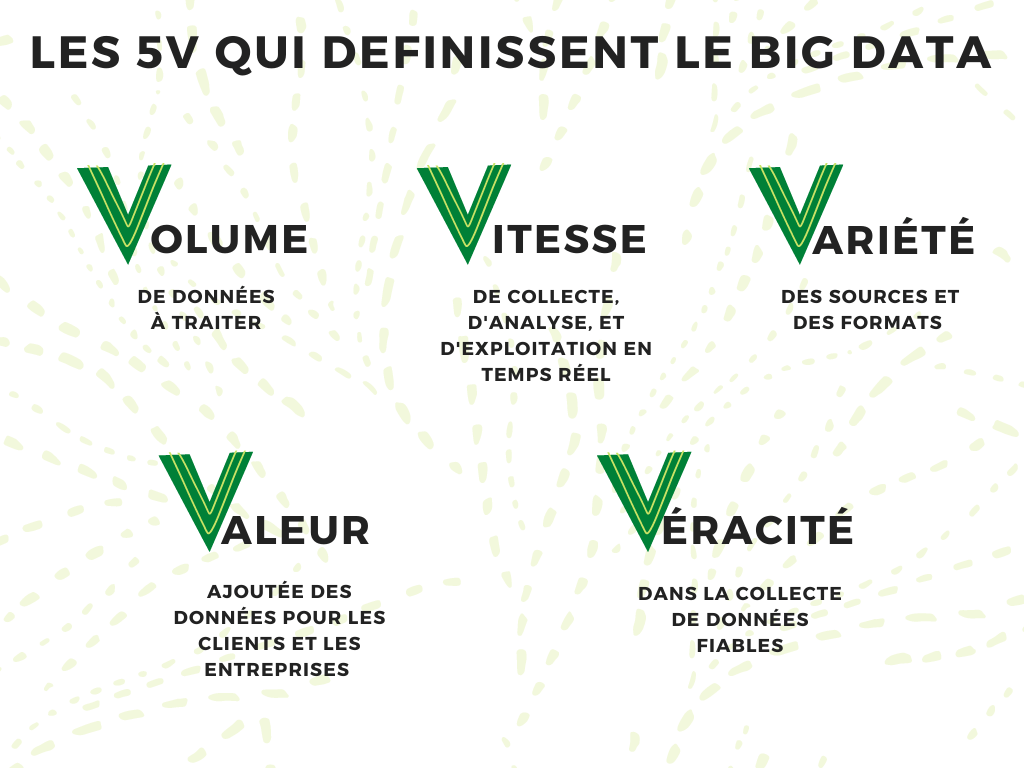 LES 5V QUI DEFINISSENT LE BIG DATA
VOLUME
DE DONNÉES
À TRAITER
VITESSE
DE COLLECTE,
D'ANALYSE, ET
D'EXPLOITATION EN
TEMPS RÉEL
VARIÉTÉ
DES SOURCES ET
DES FORMATS
VALEUR
AJOUTÉE DES
DONNÉES POUR LES
CLIENTS ET LES
ENTREPRISES
VÉRACITÉ
DANS LA COLLECTE
DE DONNÉES
FIABLES